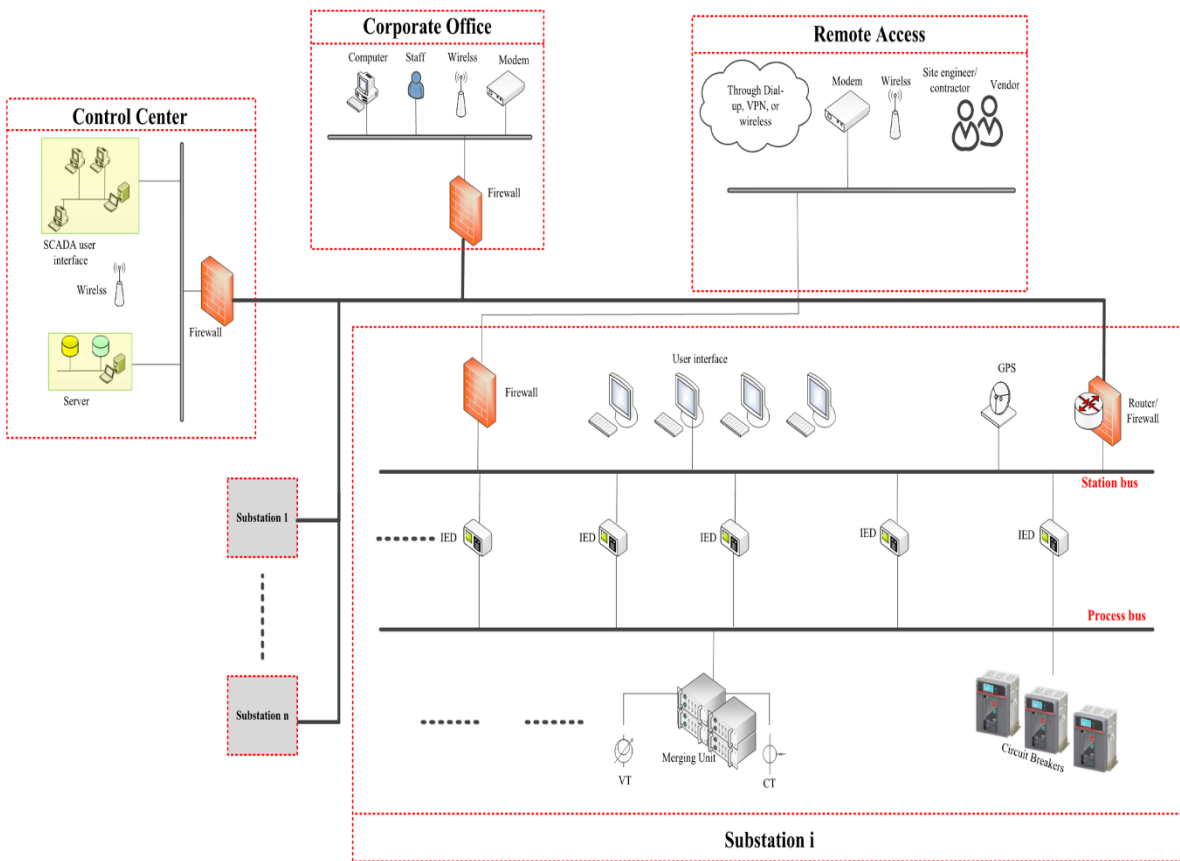 Corporate Office
Computer
Staff
Wirelss
Modem
Firewall
Remote Access
Through Dial-
up, VPN, or
wireless
Modem
Wirelss
Site engineer/
contractor
Vendor
Control Center
SCADA user
interface
Wirelss
Firewall
Server
Firewall
User interface
GPS
Router/
Firewall
Station bus
Substation 1
IED
IED
IED
IED
IED
Process bus
Substation n
VT
Merging Unit
CT
Circuit Breakers
Substation i